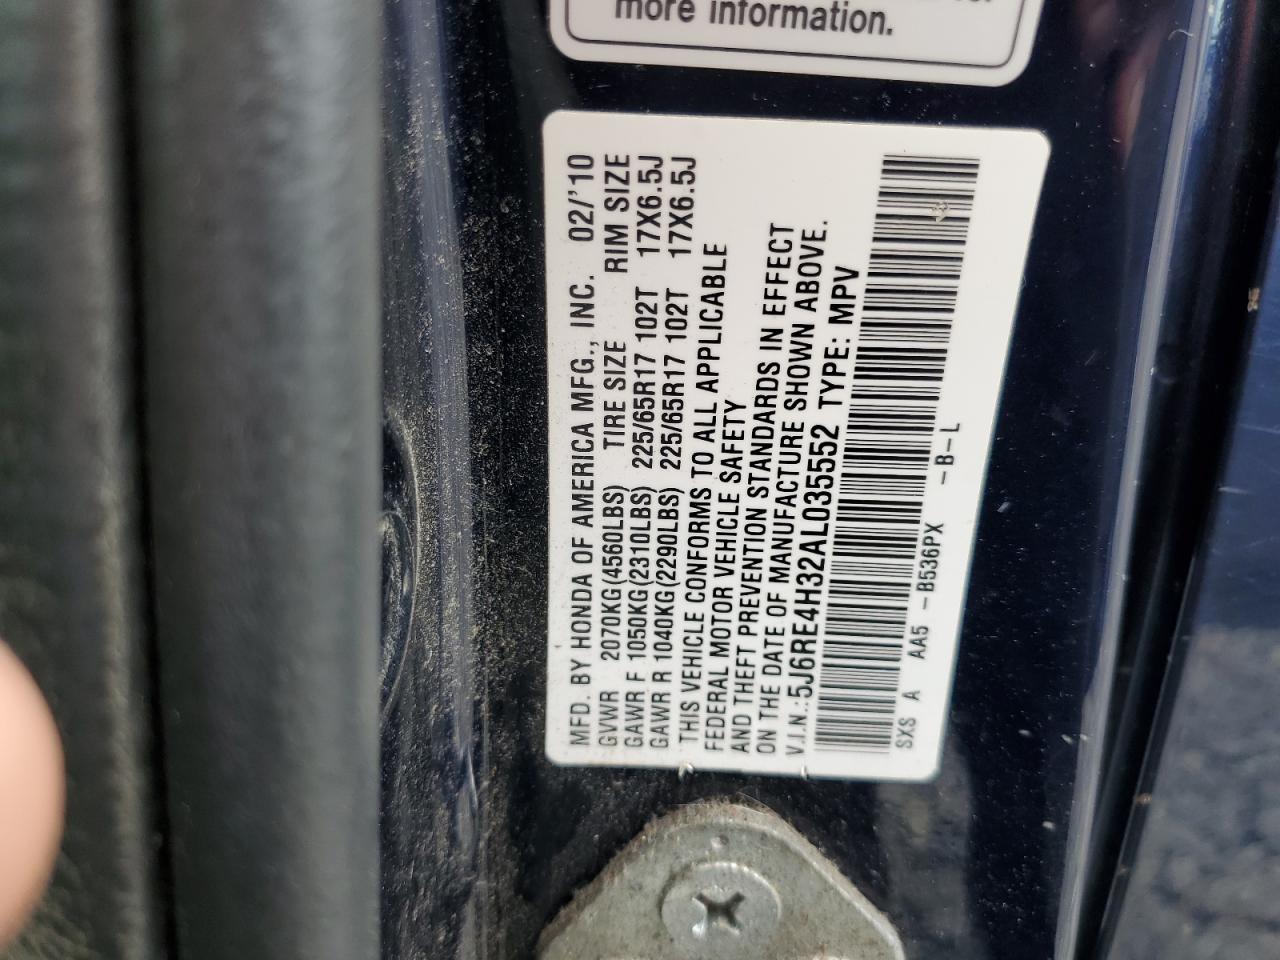 more information.
MFD. BY HONDA OF AMERICA MFG., INC. 02/'10
GVWR 2070KG(4560LBS) TIRE SIZE RIM SIZE
GAWR F 1050KG(2310LBS) 225/65R17 102T 17X6.5J
GAWR R 1040KG(2290LBS) 225/65R17 102T 17X6.5J
THIS VEHICLE CONFORMS TO ALL APPLICABLE
FEDERAL MOTOR VEHICLE SAFETY
AND THEFT PREVENTION STANDARDS IN EFFECT
ON THE DATE OF MANUFACTURE SHOWN ABOVE.
V.I.N.:5J6RE4H32AL035552 TYPE: MPV
SXS A AA5 -B536PX -B-L